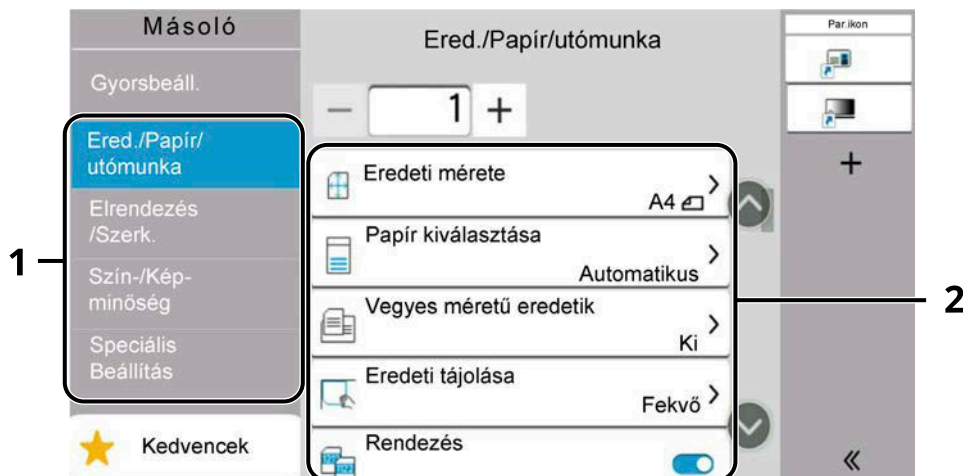 Másoló
Gyorsbeáll.
Ered./Papír/
utómunka
Elrendezés
/Szerk.
Szín-/Kép-
minőség
Speciális
Beállítás
Kedvencek
1
Ered./Papír/utómunka
1
Eredeti mérete
A4
Papír kiválasztása
Automatikus
Vegyes méretű eredetik
Ki
Eredeti tájolása
Fekvő
Rendezés
2
Par.ikon